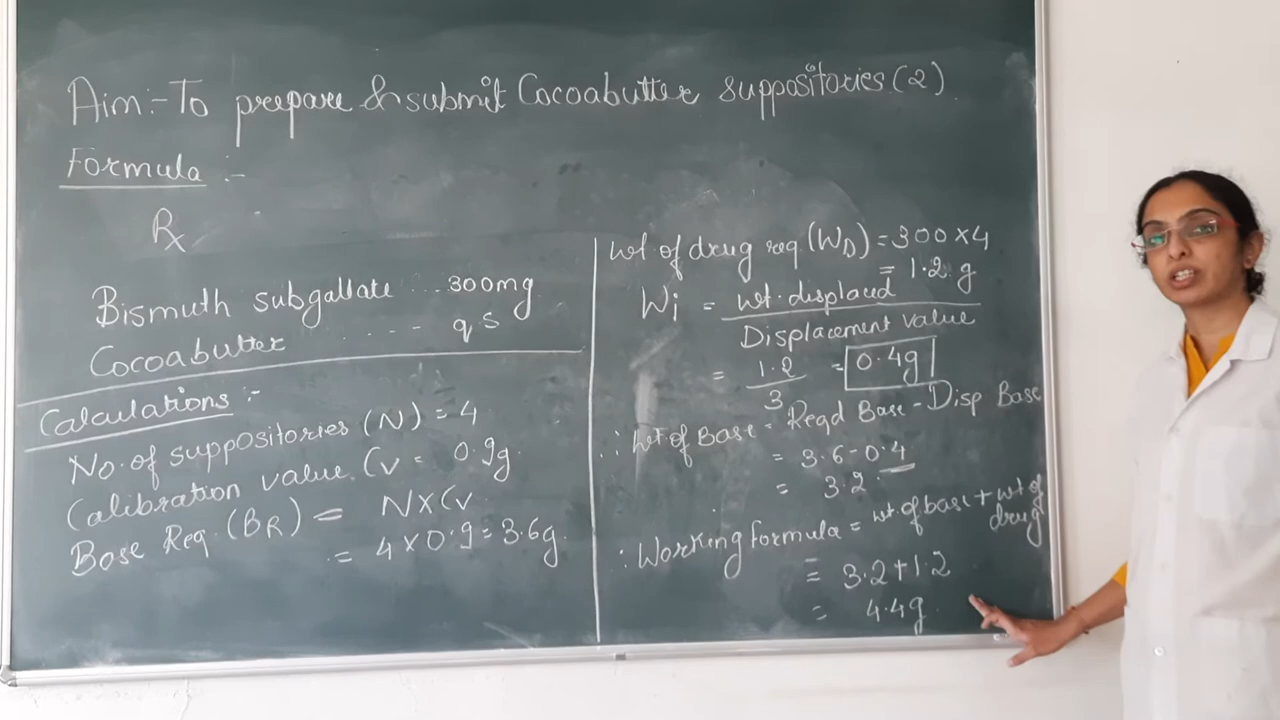 Aim:- To prepare & submit Cocoabutter suppositories (2)
Formula :-
Rx
Bismuth subgallate ... 300mg
Cocoabutter .... qs
Calculations :-
No. of suppositories (N) = 4
Calibration value Cv = 0.9g.
Base Req. (BR) = N×Cv
= 4×0.9 = 3.6g.
wt of drug req. (WD) = 300×4
= 1.2 g
Wi = wt. displaced
Displacement value
= 1.2 = 0.4g
3
∴ wt. of Base = Reqd Base - Disp Base
= 3.6-0.4
= 3.2
∴ Working formula = wt. of base + wt of
drug
= 3.2+1.2
= 4.4g.